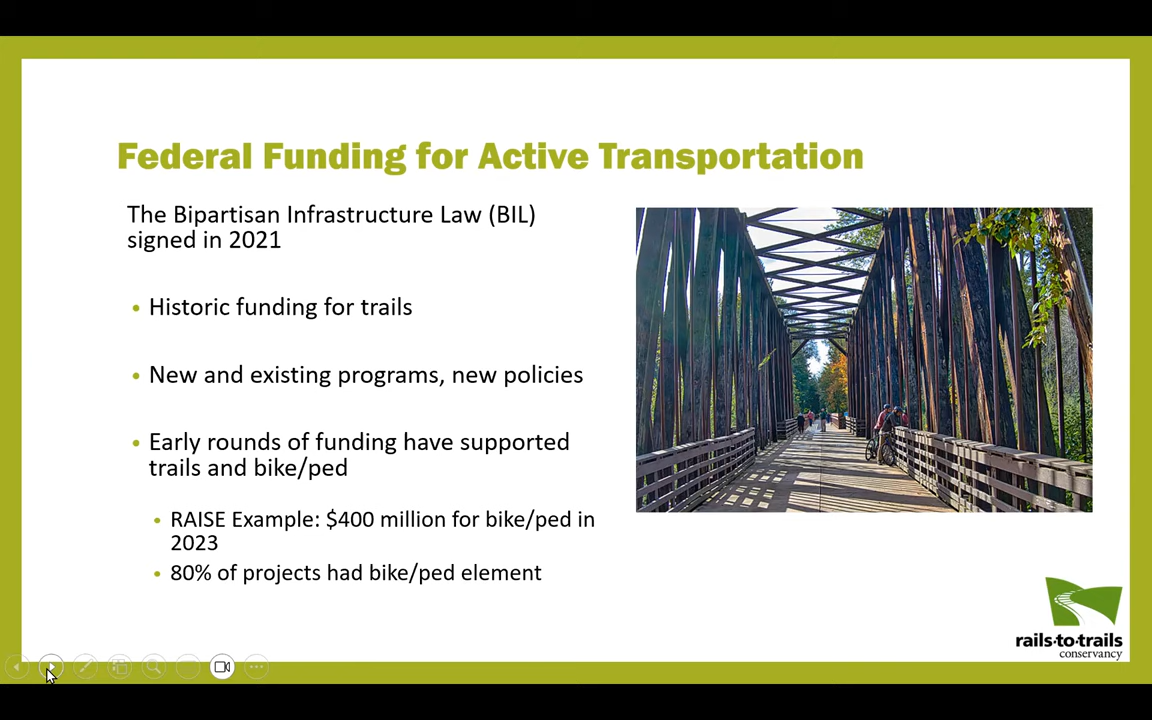 Federal Funding for Active Transportation
The Bipartisan Infrastructure Law (BIL)
signed in 2021
• Historic funding for trails
• New and existing programs, new policies
• Early rounds of funding have supported
trails and bike/ped
• RAISE Example: $400 million for bike/ped in
2023
• 80% of projects had bike/ped element
rails·to·trails
conservancy